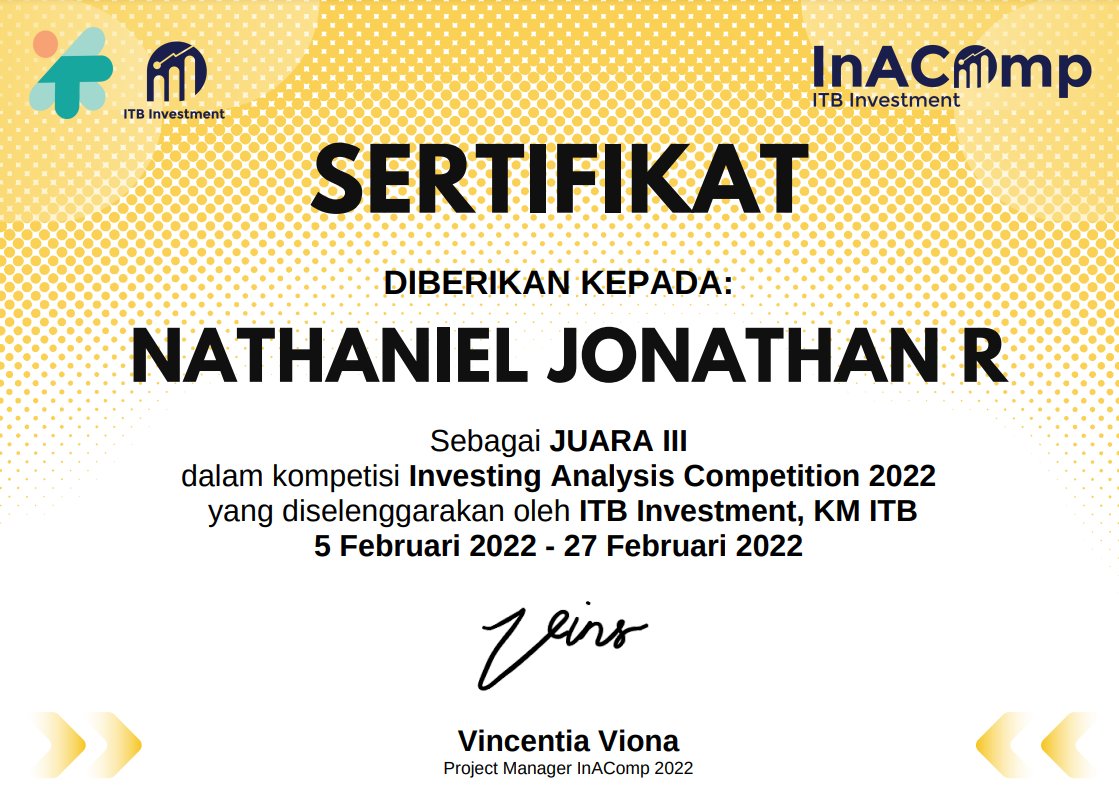 ITB Investment
InAComp
ITB Investment
SERTIFIKAT
DIBERIKAN KEPADA:
NATHANIEL JONATHAN R
Sebagai JUARA III
dalam kompetisi Investing Analysis Competition 2022
yang diselenggarakan oleh ITB Investment, KM ITB
5 Februari 2022 - 27 Februari 2022
Vincentia Viona
Project Manager InAComp 2022